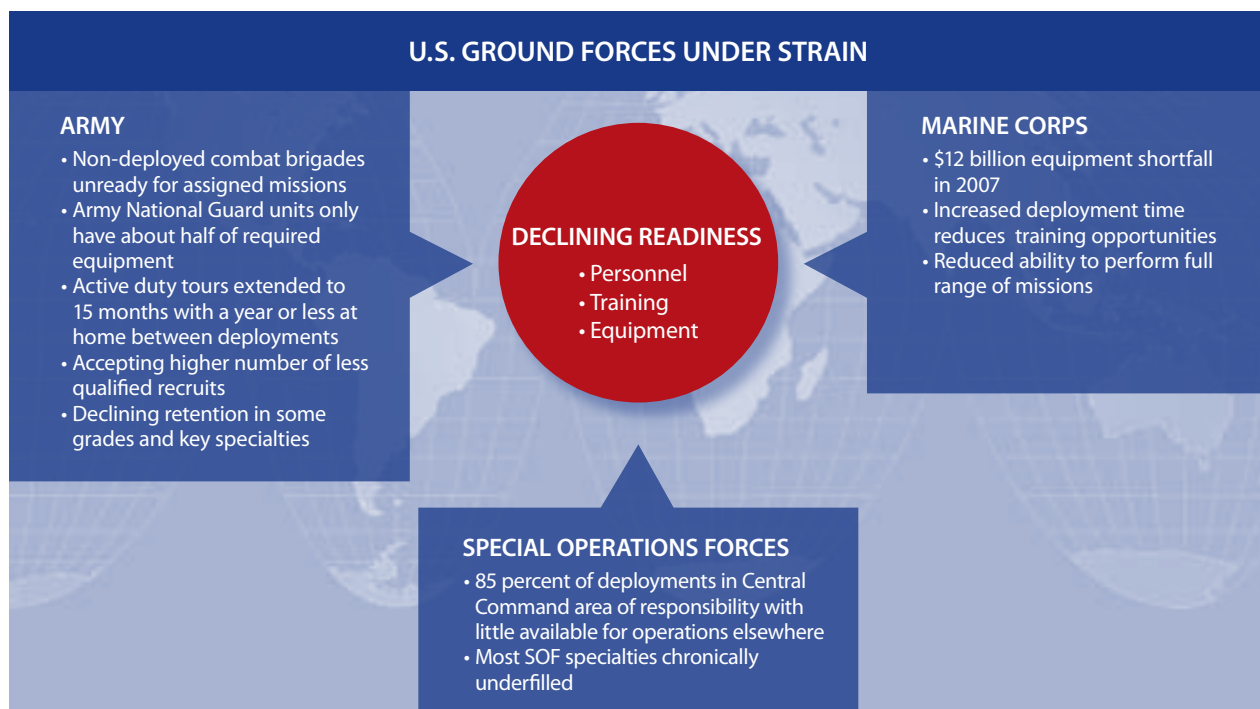 U.S. GROUND FORCES UNDER STRAIN
ARMY
• Non-deployed combat brigades
unready for assigned missions
• Army National Guard units only
have about half of required
equipment
• Active duty tours extended to
15 months with a year or less at
home between deployments
• Accepting higher number of less
qualified recruits
• Declining retention in some
grades and key specialties
DECLINING READINESS
• Personnel
• Training
• Equipment
MARINE CORPS
• $12 billion equipment shortfall
in 2007
• Increased deployment time
reduces training opportunities
• Reduced ability to perform full
range of missions
SPECIAL OPERATIONS FORCES
• 85 percent of deployments in Central
Command area of responsibility with
little available for operations elsewhere
• Most SOF specialties chronically
underfilled